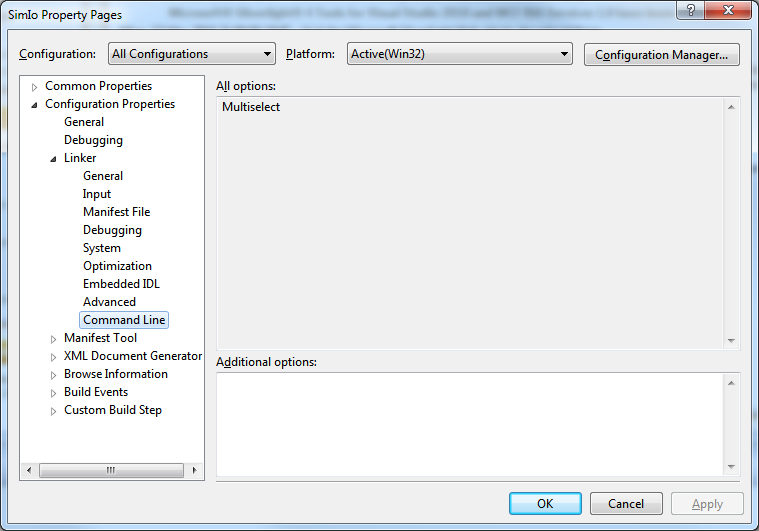 SimIo Property Pages
Configuration: All Configurations Platform: Active(Win32) Configuration Manager...
Common Properties
Configuration Properties
General
Debugging
Linker
General
Input
Manifest File
Debugging
System
Optimization
Embedded IDL
Advanced
Command Line
Manifest Tool
XML Document Generator
Browse Information
Build Events
Custom Build Step
All options:
Multiselect
Additional options:
OK Cancel Apply